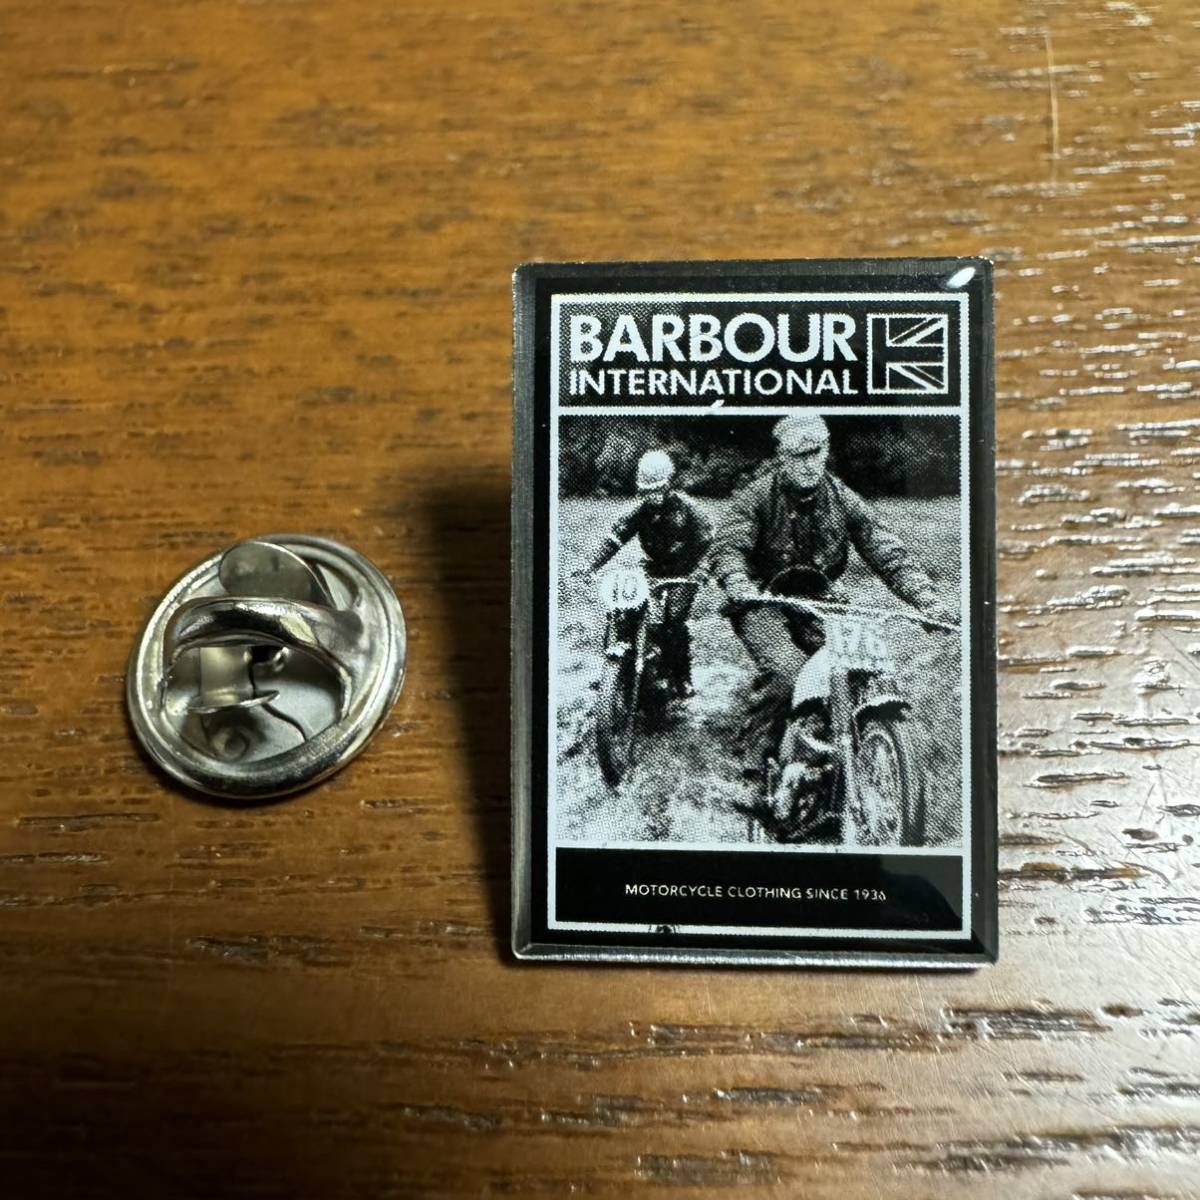 BARBOUR
INTERNATIONAL
10
176
MOTORCYCLE CLOTHING SINCE 1936